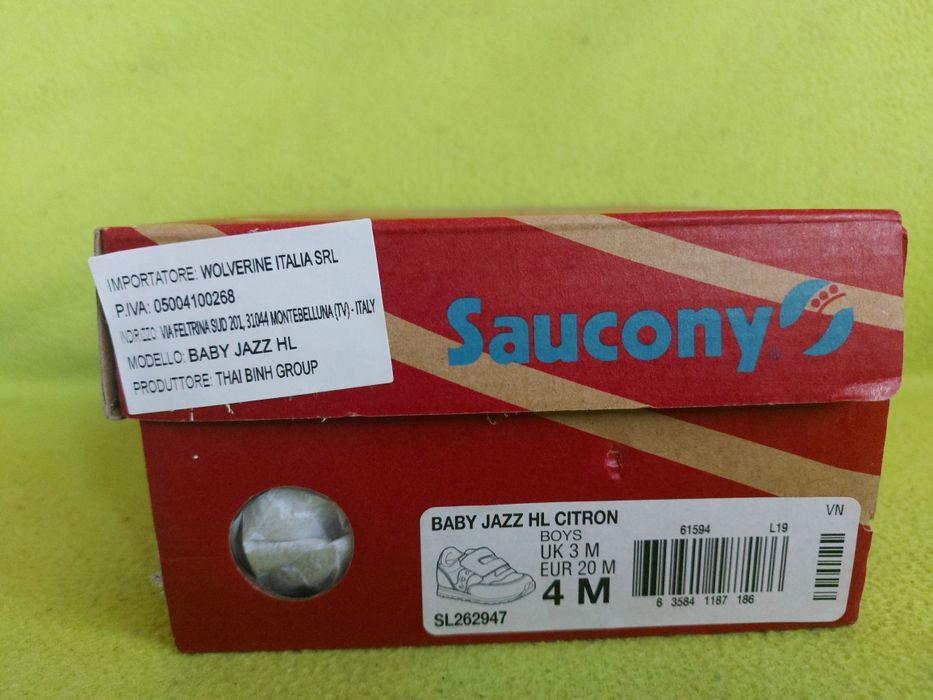 IMPORTATORE: WOLVERINE ITALIA SRL
P.IVA: 05004100268
INDIRIZZO: VIA FELTRINA SUD 201, 31044 MONTEBELLUNA (TV) - ITALY
MODELLO: BABY JAZZ HL
PRODUTTORE: THAI BINH GROUP
Saucony®
BABY JAZZ HL CITRON
BOYS
UK 3 M
EUR 20 M
4 M
SL262947
61594 L19
6 3584 1187 186
VN